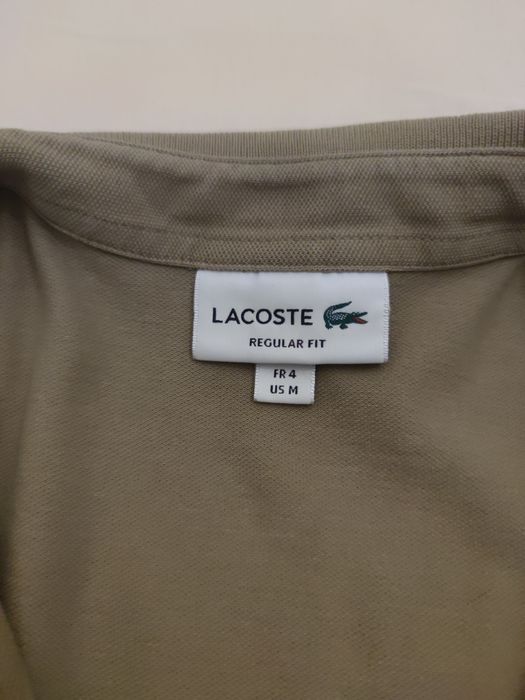 LACOSTE
REGULAR FIT
FR 4
US M